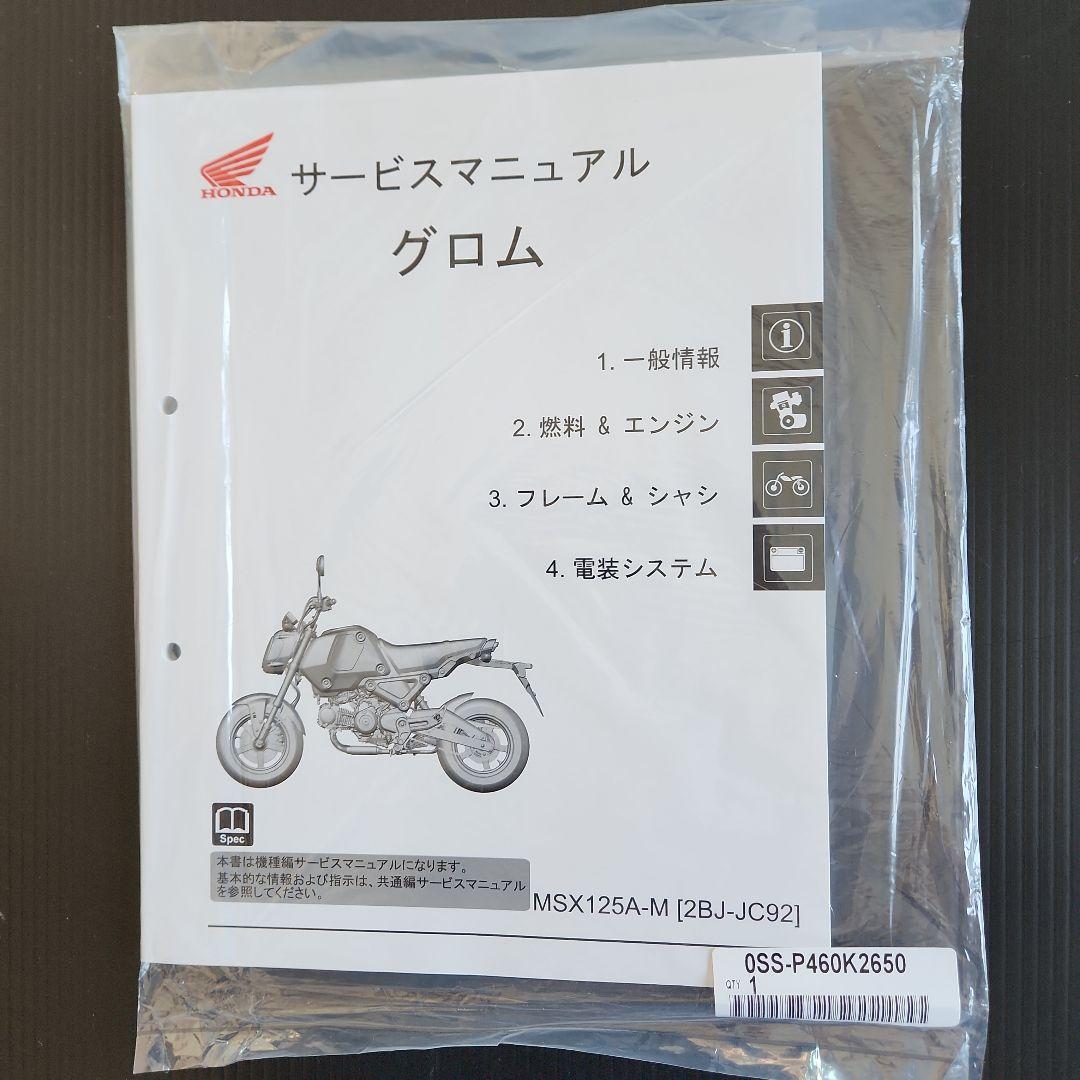 HONDA
サービスマニュアル
グロム
1. 一般情報
2. 燃料 & エンジン
3. フレーム & シャシ
4. 電装システム
Spec
本書は機種編サービスマニュアルになります。
基本的な情報および指示は、共通編サービスマニュアル
を参照してください。
MSX125A-M [2BJ-JC92]
0SS-P460K2650
QTY 1